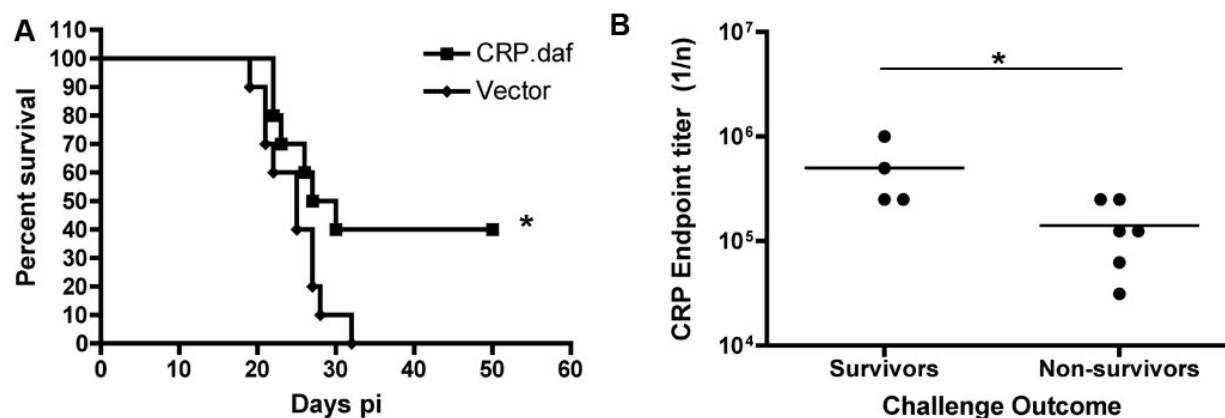 A
110
100
90
80
70
60
50
40
30
20
10
0
Percent survival
CRP.daf
Vector
*
0 10 20 30 40 50 60
Days pi
B
10⁷
10⁶
10⁵
10⁴
CRP Endpoint titer (1/n)
*
Survivors Non-survivors
Challenge Outcome